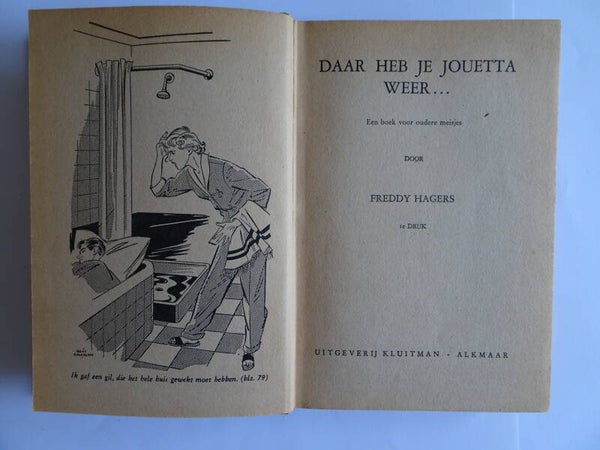 Ik gaf een gil, die het hele huis gewekt moet hebben. (blz. 79)
DAAR HEB JE JOUETTA
WEER...
Een boek voor oudere meisjes
DOOR
FREDDY HAGERS
1e DRUK
UITGEVERIJ KLUITMAN - ALKMAAR